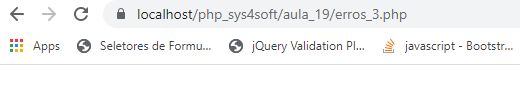 localhost/php_sys4soft/aula_19/erros_3.php
Apps Seletores de Formu... jQuery Validation Pl... javascript - Bootstr...